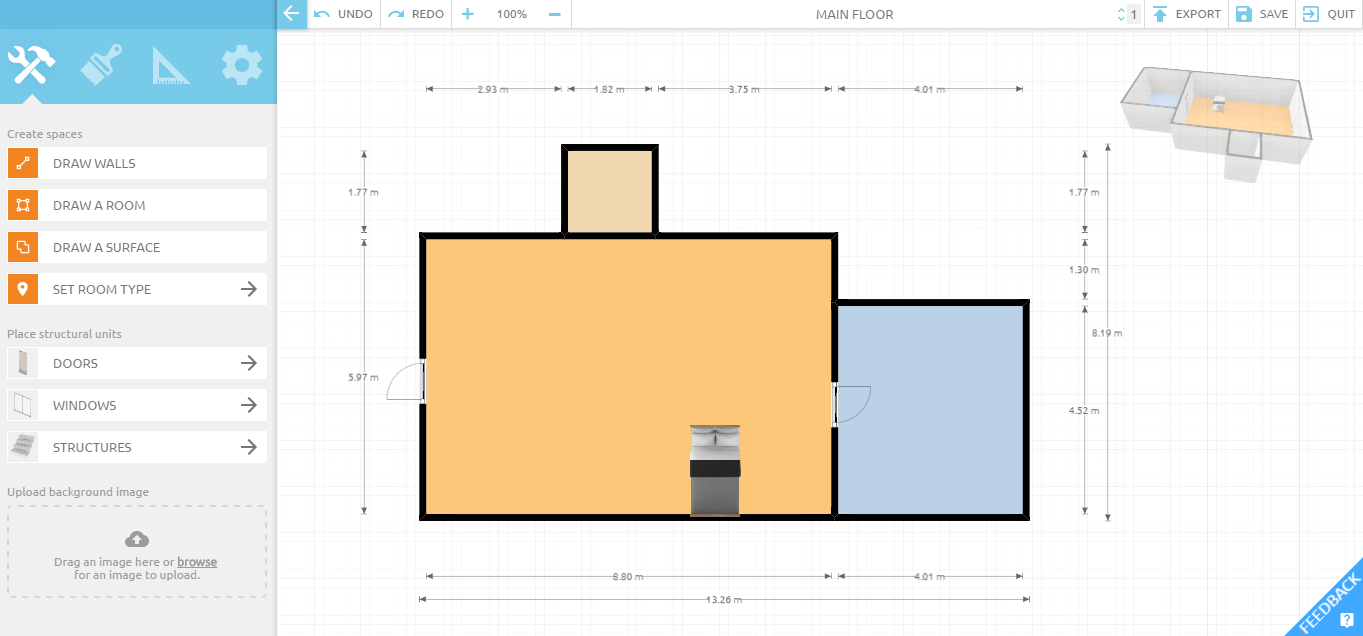 UNDO
REDO
100%
MAIN FLOOR
1
EXPORT
SAVE
QUIT
Create spaces
DRAW WALLS
DRAW A ROOM
DRAW A SURFACE
SET ROOM TYPE
Place structural units
DOORS
WINDOWS
STRUCTURES
Upload background image
Drag an image here or browse
for an image to upload.
2.93 m
1.82 m
3.75 m
4.01 m
1.77 m
1.77 m
1.30 m
8.19 m
5.97 m
4.52 m
8.80 m
4.01 m
13.26 m
FEEDBACK
?